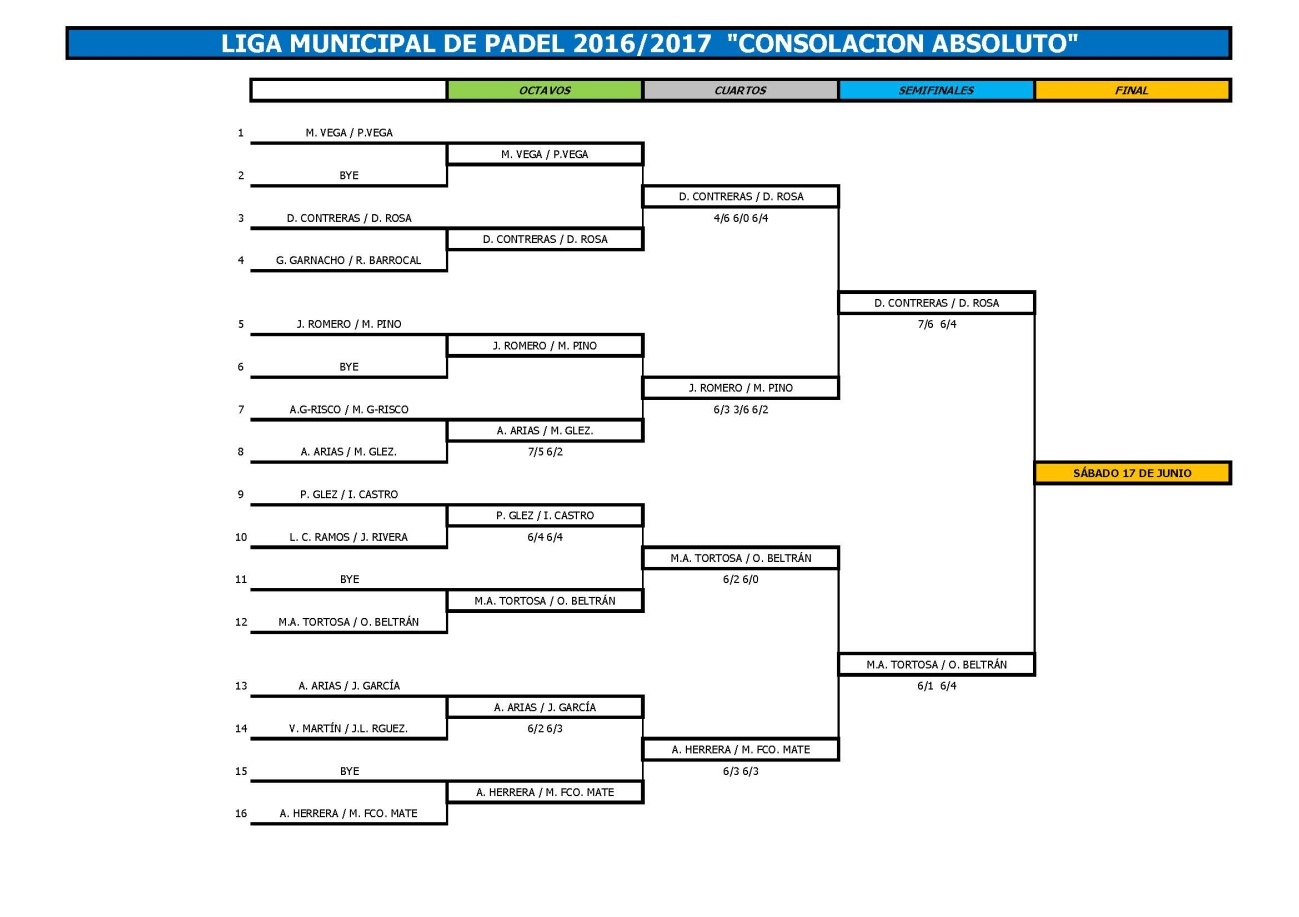 LIGA MUNICIPAL DE PADEL 2016/2017 "CONSOLACION ABSOLUTO"
OCTAVOS CUARTOS SEMIFINALES FINAL
1 M. VEGA / P.VEGA
M. VEGA / P.VEGA
2 BYE
D. CONTRERAS / D. ROSA
3 D. CONTRERAS / D. ROSA 4/6 6/0 6/4
D. CONTRERAS / D. ROSA
4 G. GARNACHO / R. BARROCAL
D. CONTRERAS / D. ROSA
5 J. ROMERO / M. PINO 7/6 6/4
J. ROMERO / M. PINO
6 BYE
J. ROMERO / M. PINO
7 A.G-RISCO / M. G-RISCO 6/3 3/6 6/2
A. ARIAS / M. GLEZ.
8 A. ARIAS / M. GLEZ. 7/5 6/2
SÁBADO 17 DE JUNIO
9 P. GLEZ / I. CASTRO
P. GLEZ / I. CASTRO
10 L. C. RAMOS / J. RIVERA 6/4 6/4
M.A. TORTOSA / O. BELTRÁN
11 BYE 6/2 6/0
M.A. TORTOSA / O. BELTRÁN
12 M.A. TORTOSA / O. BELTRÁN
M.A. TORTOSA / O. BELTRÁN
13 A. ARIAS / J. GARCÍA 6/1 6/4
A. ARIAS / J. GARCÍA
14 V. MARTÍN / J.L. RGUEZ. 6/2 6/3
A. HERRERA / M. FCO. MATE
15 BYE 6/3 6/3
A. HERRERA / M. FCO. MATE
16 A. HERRERA / M. FCO. MATE